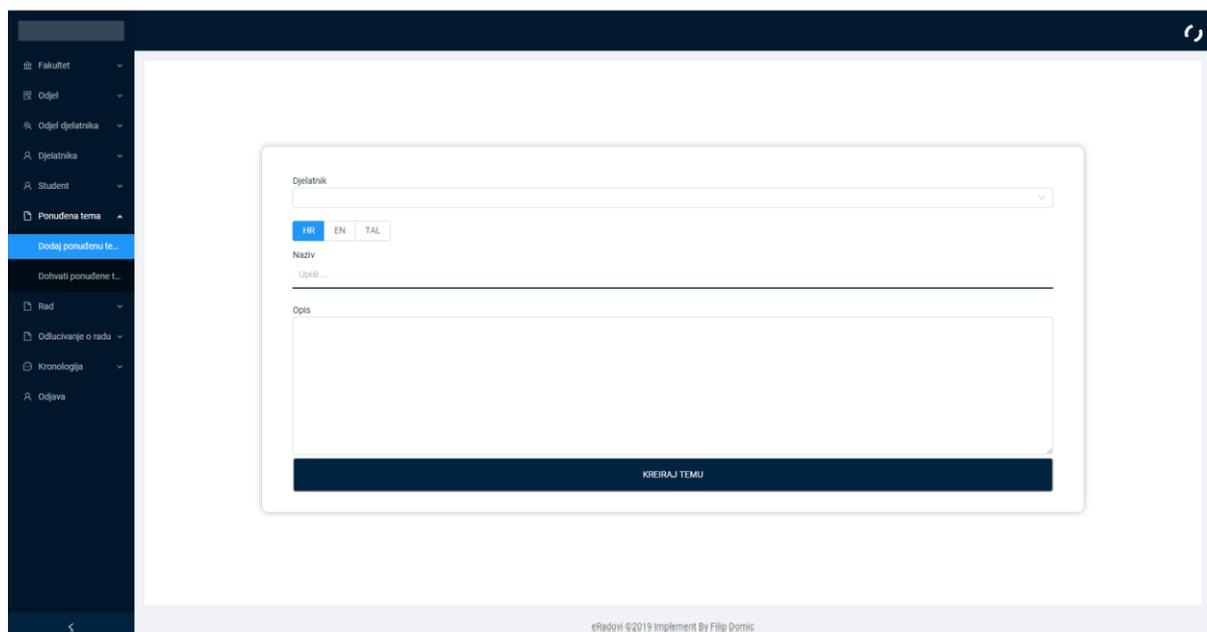 Fakultet
Odjel
Odjel djelatnika
Djelatnika
Student
Ponuđena tema
Dodaj ponuđenu te...
Dohvati ponuđene t...
Rad
Odlucivanje o radu
Kronologija
Odjava
Djelatnik
HR EN TAL
Naziv
Upiši ...
Opis
KREIRAJ TEMU
eRadovi ©2019 Implement By Filip Domic